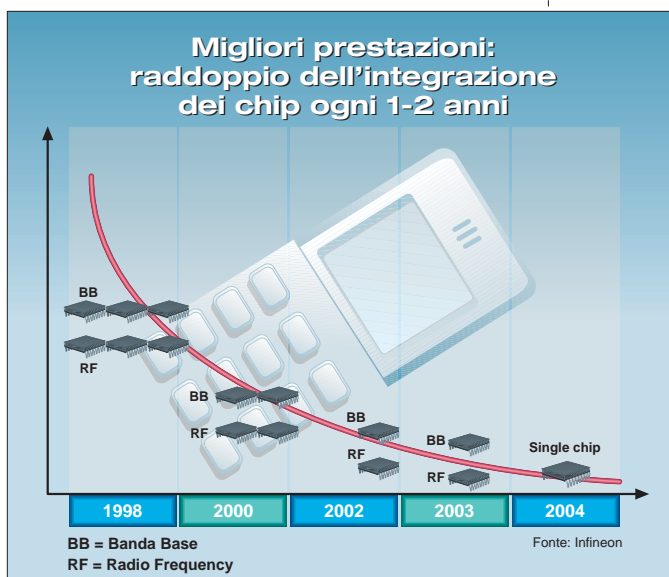 Migliori prestazioni:
raddoppio dell'integrazione
dei chip ogni 1-2 anni
BB
RF
BB
RF
BB
RF
BB
RF
Single chip
1998 2000 2002 2003 2004
BB = Banda Base
RF = Radio Frequency
Fonte: Infineon